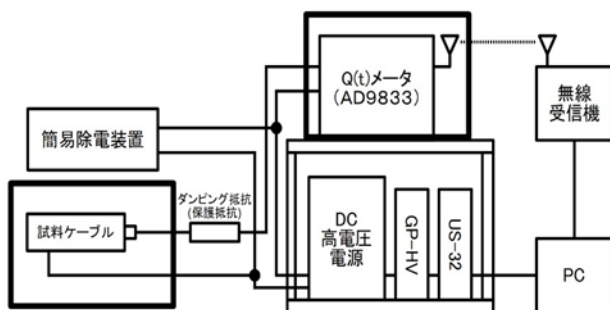 Q(t)メータ
(AD9833)
無線
受信機
簡易除電装置
ダンピング抵抗
(保護抵抗)
試料ケーブル
DC
高電圧
電源
GP-HV
US-32
PC